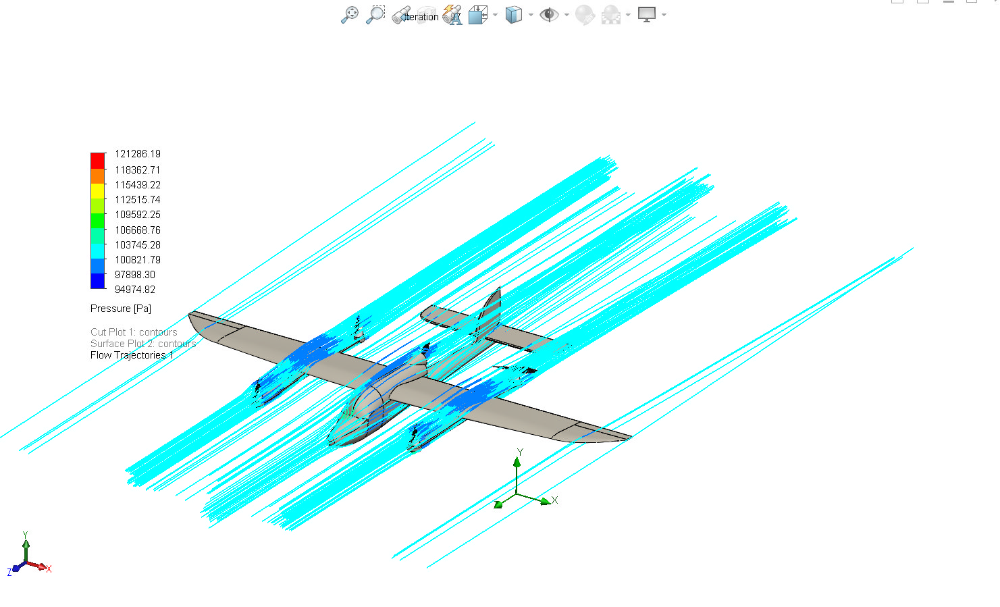 Iteration = 97
121286.19
118362.71
115439.22
112515.74
109592.25
106668.76
103745.28
100821.79
97898.30
94974.82
Pressure [Pa]
Cut Plot 1: contours
Surface Plot 2: contours
Flow Trajectories 1
Y
X
Z
Y
X
Z